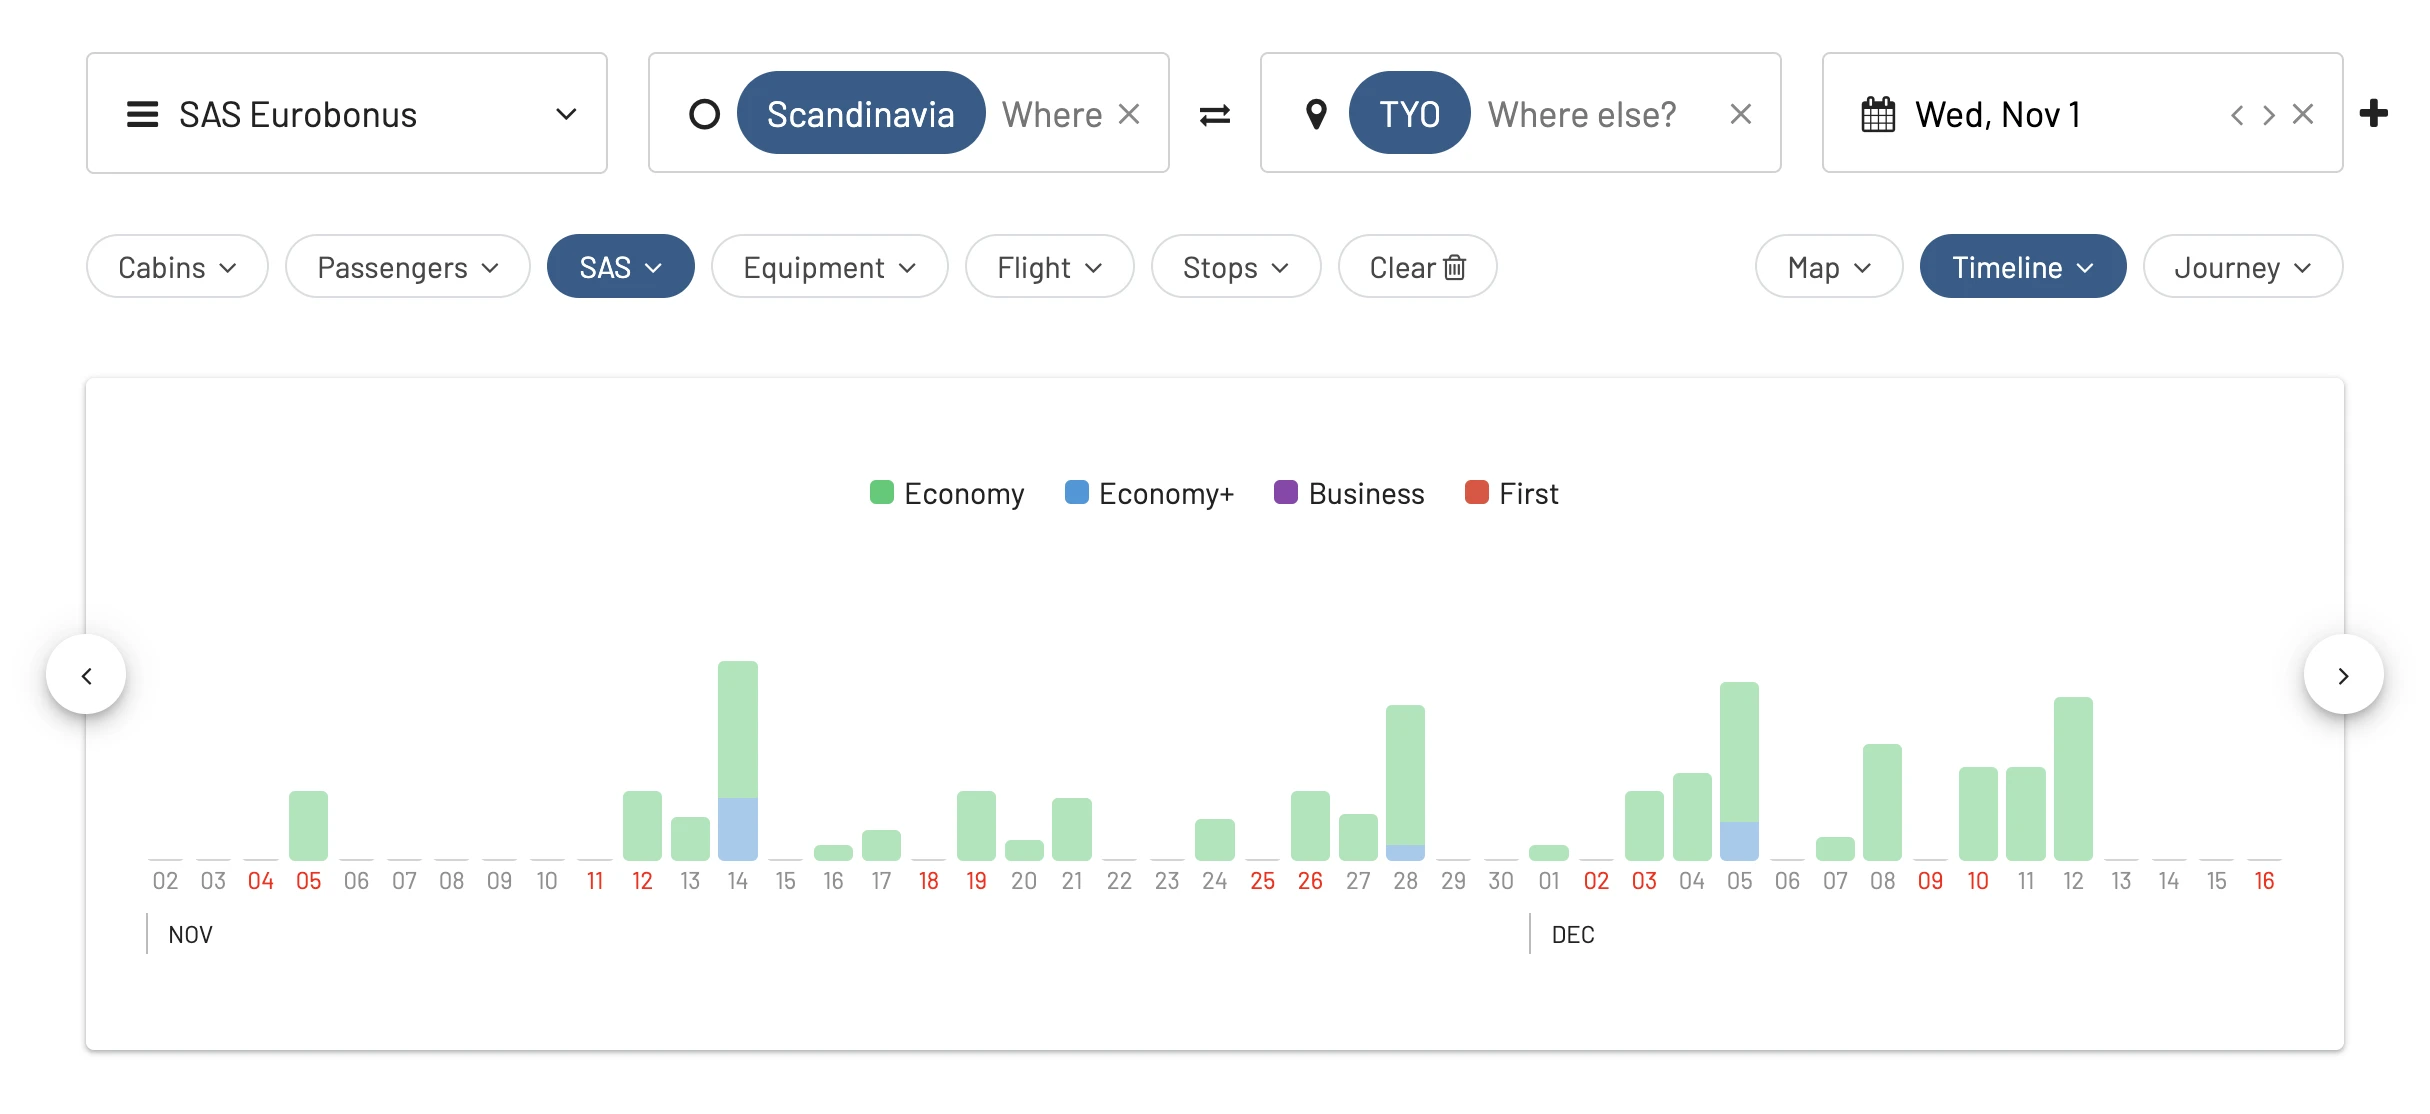 SAS Eurobonus Scandinavia Where TYO Where else? Wed, Nov 1
Cabins Passengers SAS Equipment Flight Stops Clear Map Timeline Journey
Economy Economy+ Business First
02 03 04 05 06 07 08 09 10 11 12 13 14 15 16 17 18 19 20 21 22 23 24 25 26 27 28 29 30 01 02 03 04 05 06 07 08 09 10 11 12 13 14 15 16
NOV DEC